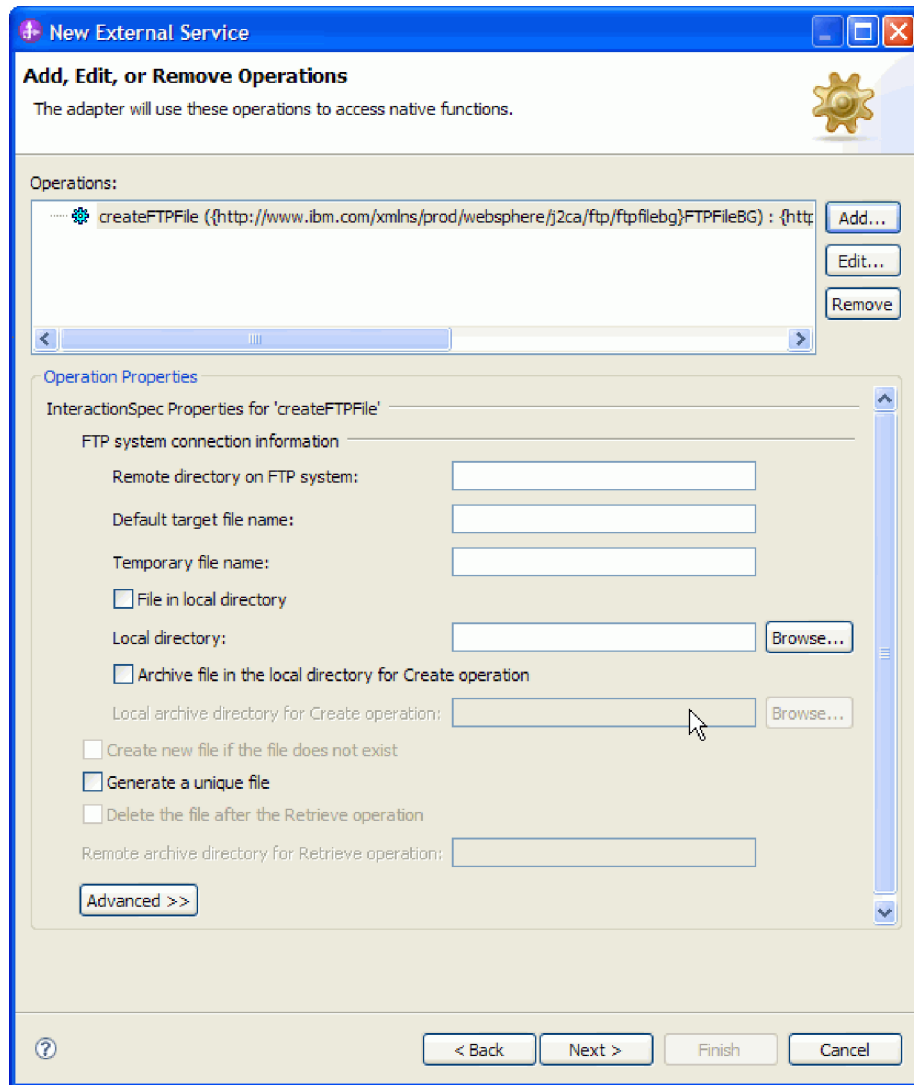 New External Service
Add, Edit, or Remove Operations
The adapter will use these operations to access native functions.
Operations:
createFTPFile ({http://www.ibm.com/xmlns/prod/websphere/j2ca/ftp/ftpfilebg}FTPFileBG) : {http
Add...
Edit...
Remove
Operation Properties
InteractionSpec Properties for 'createFTPFile'
FTP system connection information
Remote directory on FTP system:
Default target file name:
Temporary file name:
File in local directory
Local directory:
Browse...
Archive file in the local directory for Create operation
Local archive directory for Create operation:
Browse...
Create new file if the file does not exist
Generate a unique file
Delete the file after the Retrieve operation
Remote archive directory for Retrieve operation:
Advanced >>
?
< Back
Next >
Finish
Cancel